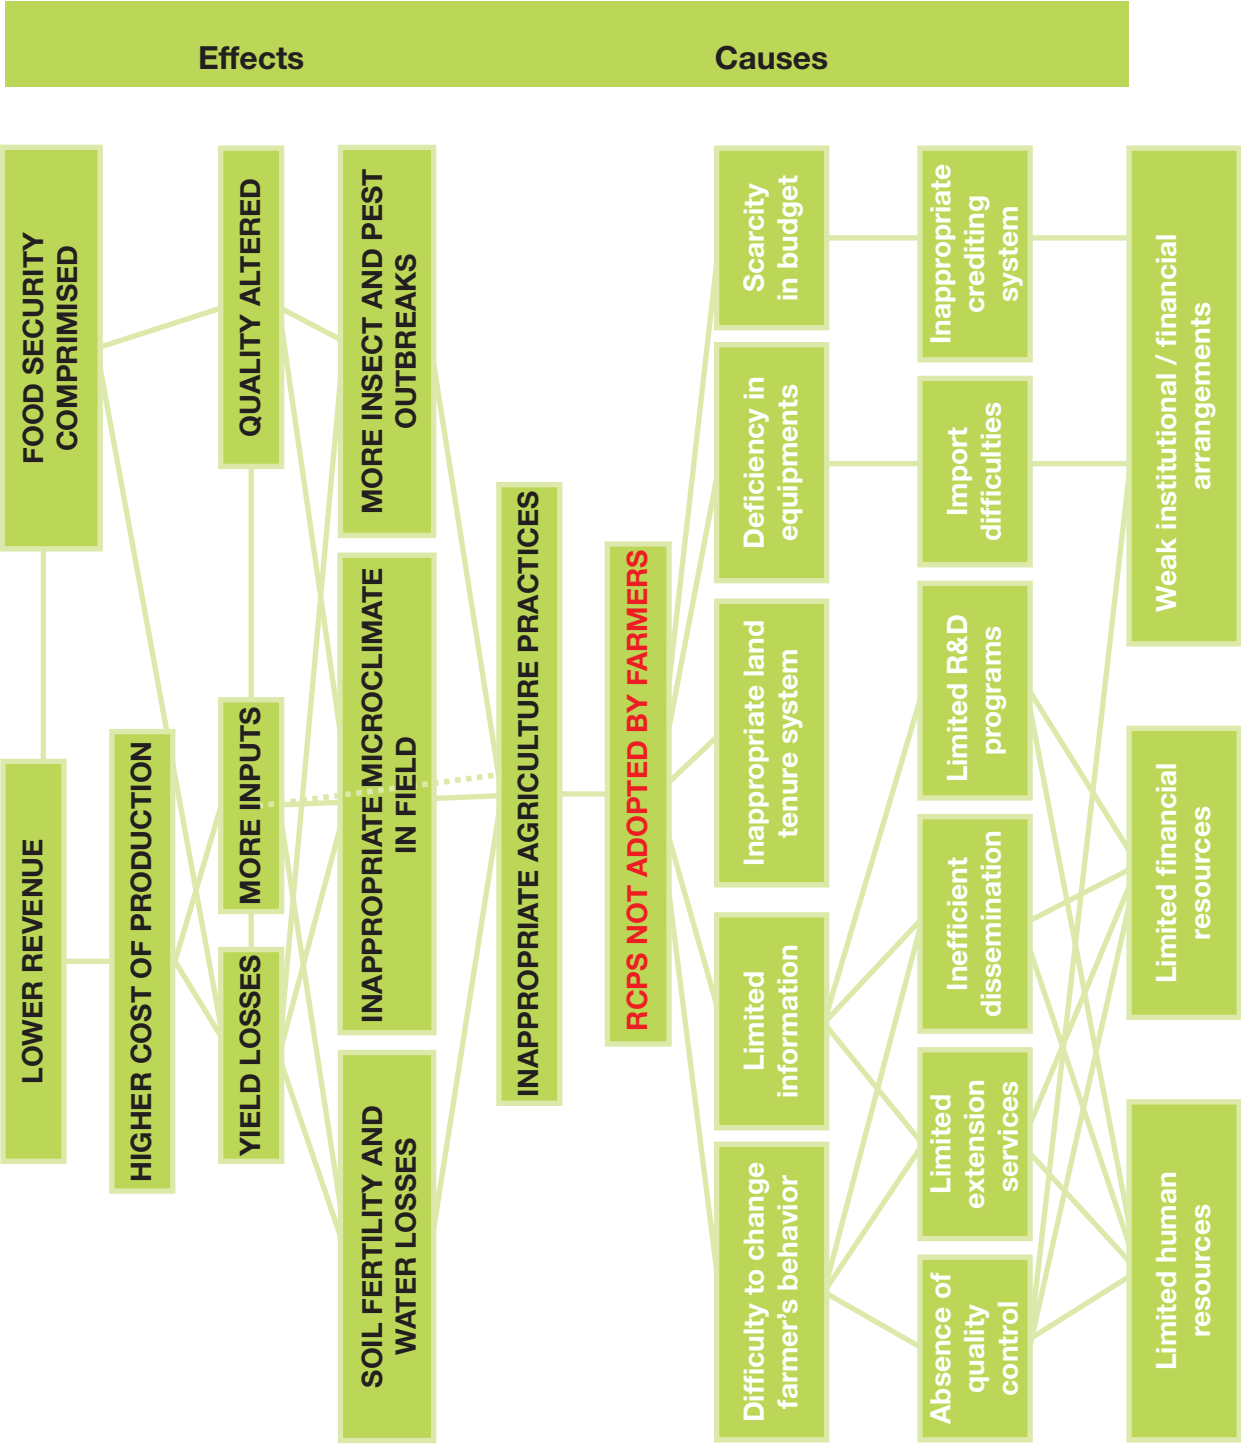 Effects
Causes
FOOD SECURITY
COMPRIMISED
LOWER REVENUE
HIGHER COST OF PRODUCTION
QUALITY ALTERED
MORE INPUTS
YIELD LOSSES
MORE INSECT AND PEST
OUTBREAKS
INAPPROPRIATE MICROCLIMATE
IN FIELD
SOIL FERTILITY AND
WATER LOSSES
INAPPROPRIATE AGRICULTURE PRACTICES
RCPS NOT ADOPTED BY FARMERS
Scarcity
in budget
Deficiency in
equipments
Inappropriate land
tenure system
Limited
information
Difficulty to change
farmer's behavior
Inappropriate
crediting
system
Import
difficulties
Limited R&D
programs
Inefficient
dissemination
Limited
extension
services
Absence of
quality
control
Weak institutional / financial
arrangements
Limited financial
resources
Limited human
resources